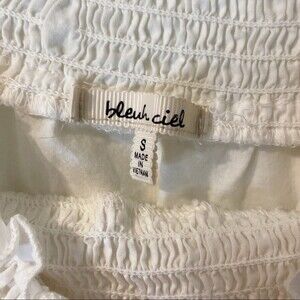 bleuh ciel
S
MADE IN
VIETNAM